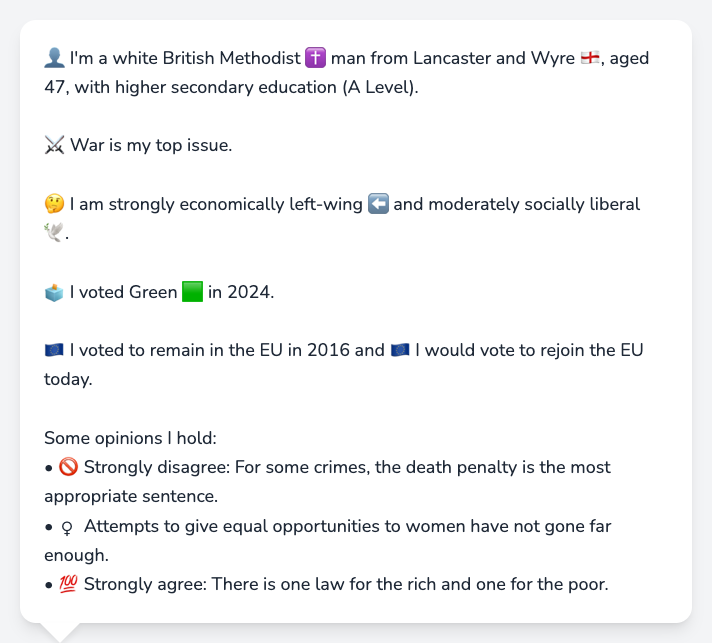 👤 I'm a white British Methodist ✝️ man from Lancaster and Wyre 🏴󠁧󠁢󠁥󠁮󠁧󠁿, aged
47, with higher secondary education (A Level).
⚔️ War is my top issue.
🤔 I am strongly economically left-wing ⬅️ and moderately socially liberal
🕊️.
🗳️ I voted Green 🟩 in 2024.
🇪🇺 I voted to remain in the EU in 2016 and 🇪🇺 I would vote to rejoin the EU
today.
Some opinions I hold:
• 🚫 Strongly disagree: For some crimes, the death penalty is the most
appropriate sentence.
• ♀ Attempts to give equal opportunities to women have not gone far
enough.
• 💯 Strongly agree: There is one law for the rich and one for the poor.